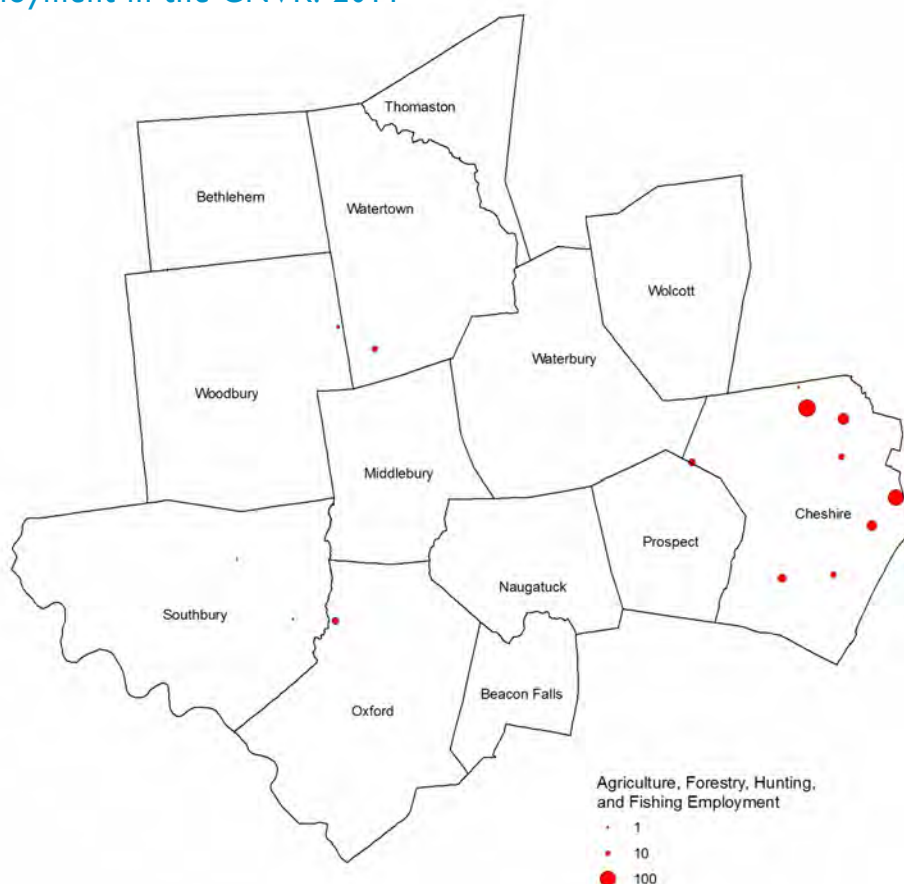 Thomaston
Bethlehem
Watertown
Wolcott
Waterbury
Woodbury
Middlebury
Cheshire
Prospect
Naugatuck
Southbury
Beacon Falls
Oxford
Agriculture, Forestry, Hunting,
and Fishing Employment
1
10
100